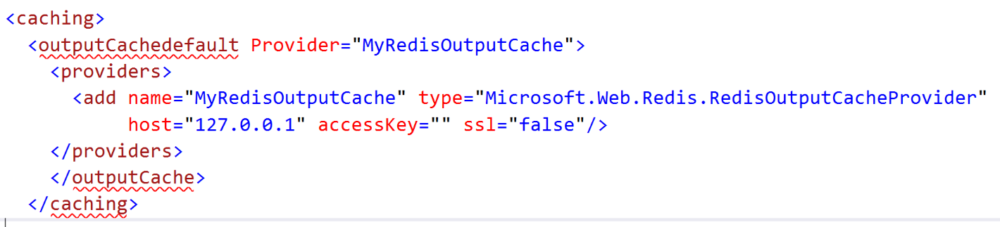 <caching>
<outputCachedefault Provider="MyRedisOutputCache">
<providers>
<add name="MyRedisOutputCache" type="Microsoft.Web.Redis.RedisOutputCacheProvider"
host="127.0.0.1" accessKey="" ssl="false"/>
</providers>
</outputCache>
</caching>